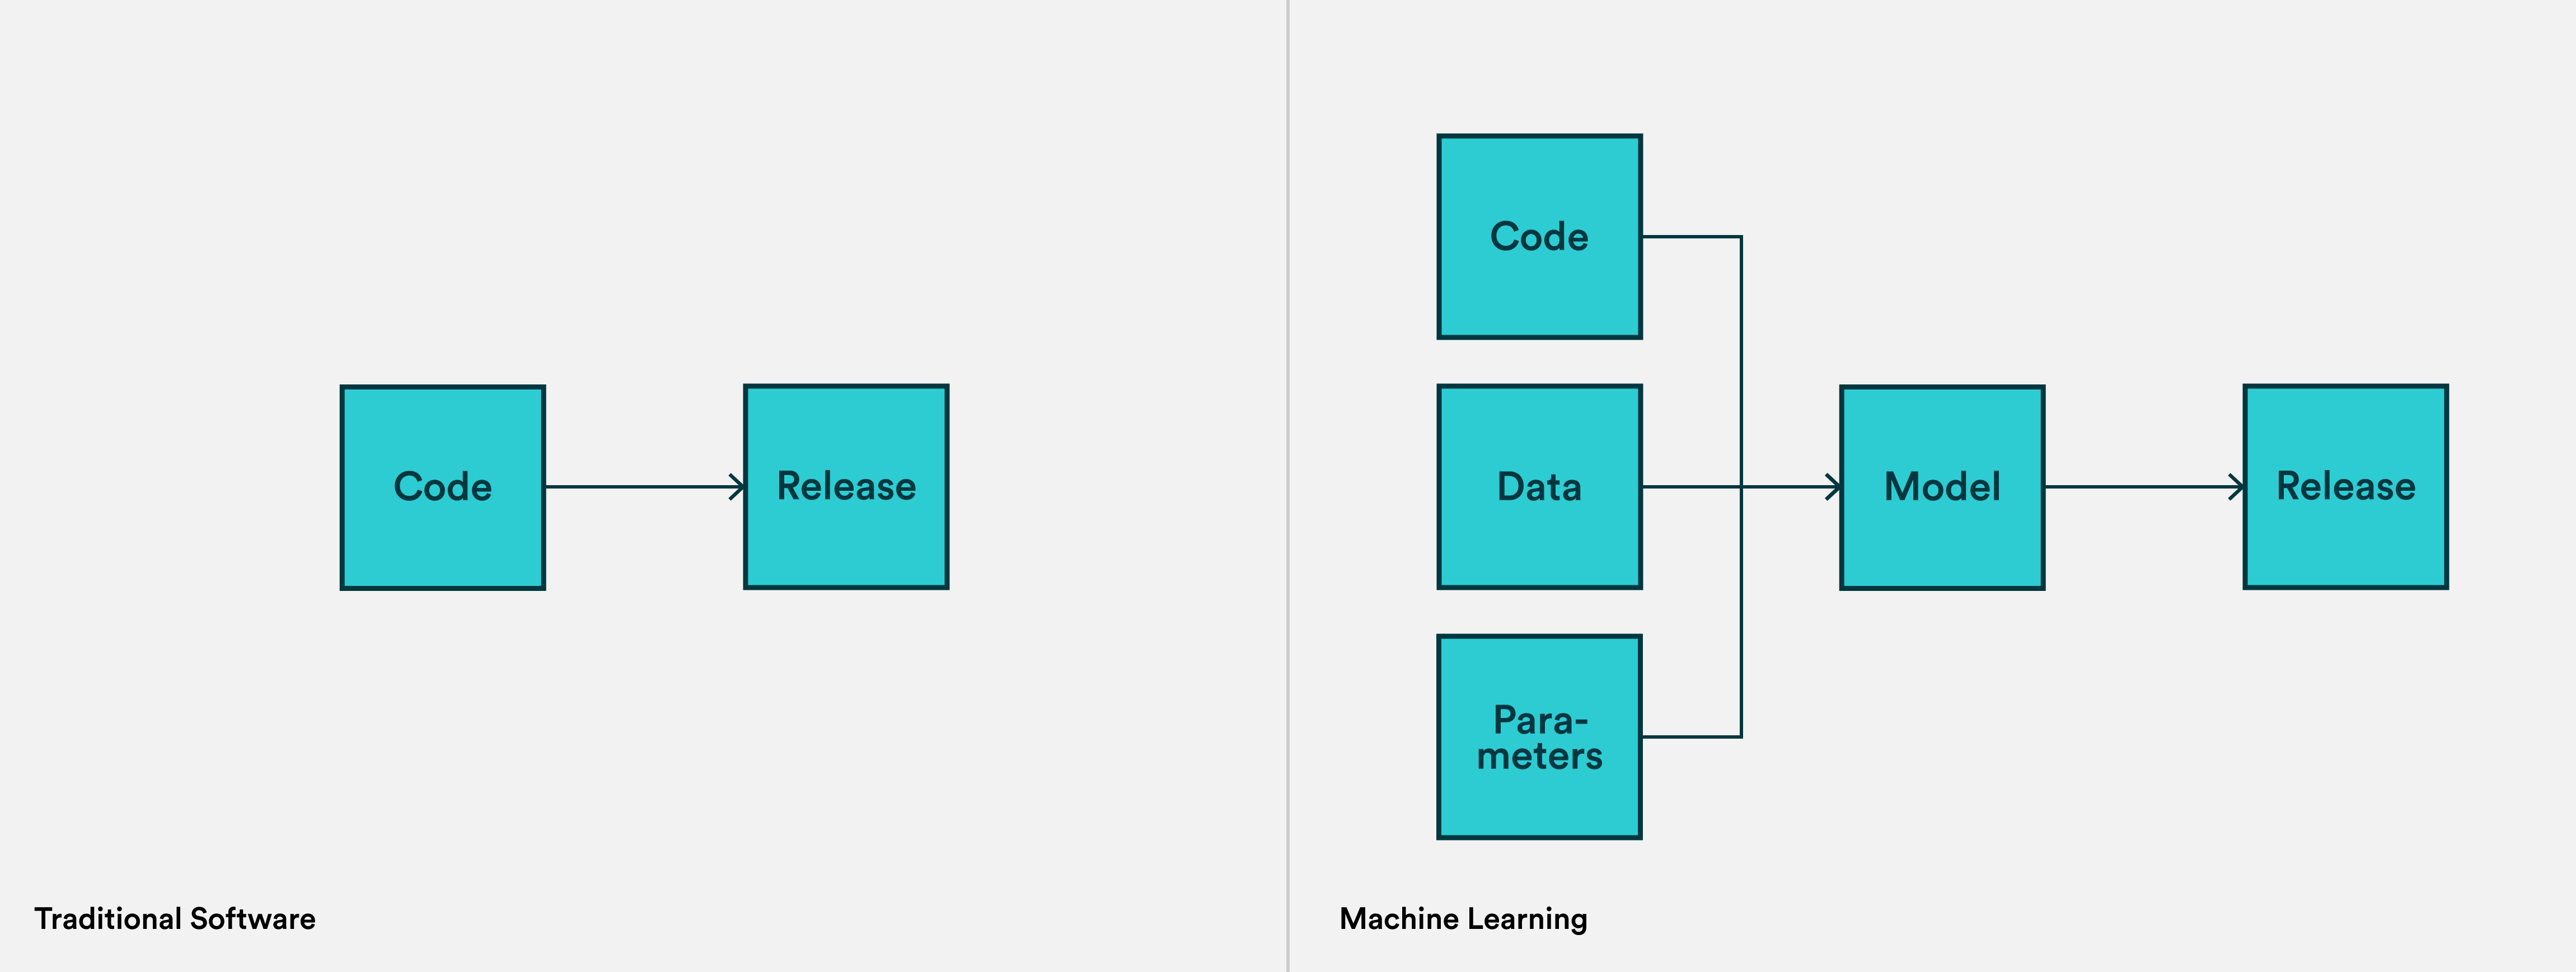 Code
Release
Traditional Software
Code
Data
Para-
meters
Model
Release
Machine Learning